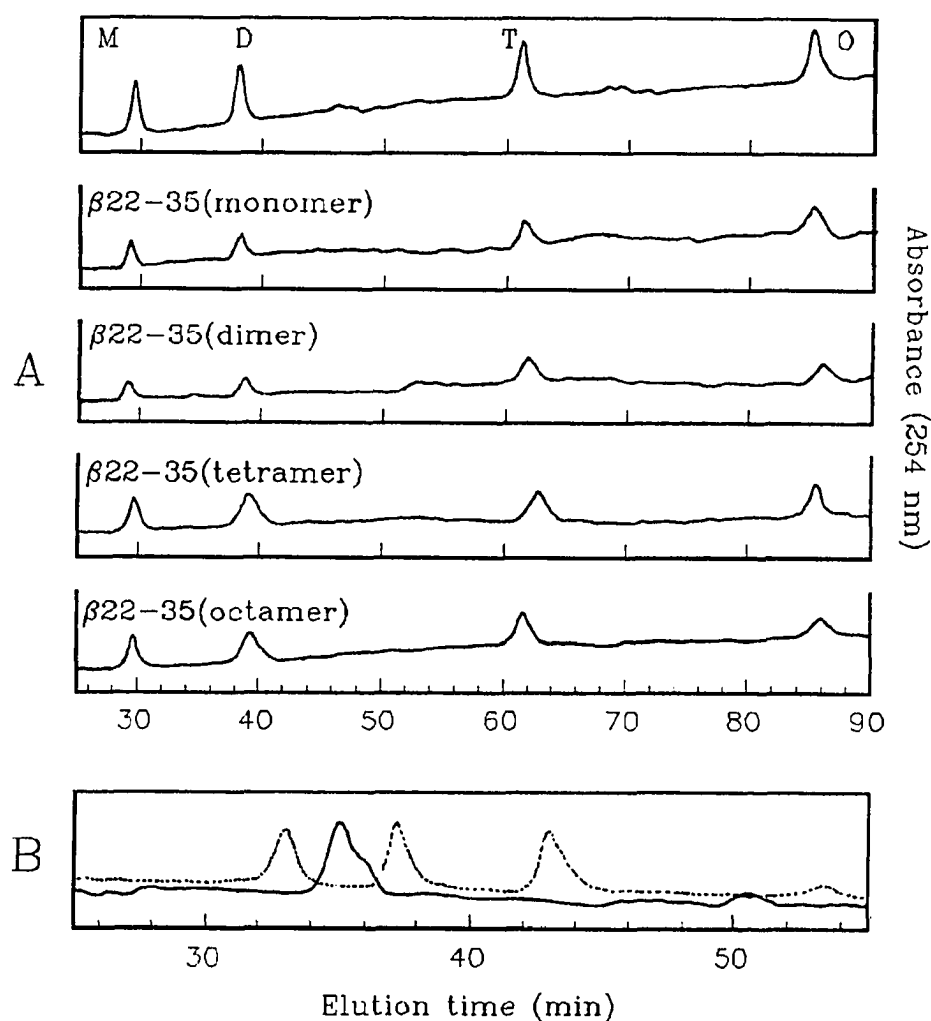 M D T O
β22-35(monomer)
β22-35(dimer)
A
β22-35(tetramer)
β22-35(octamer)
30 40 50 60 70 80 90
Absorbance (254 nm)
B
30 40 50
Elution time (min)